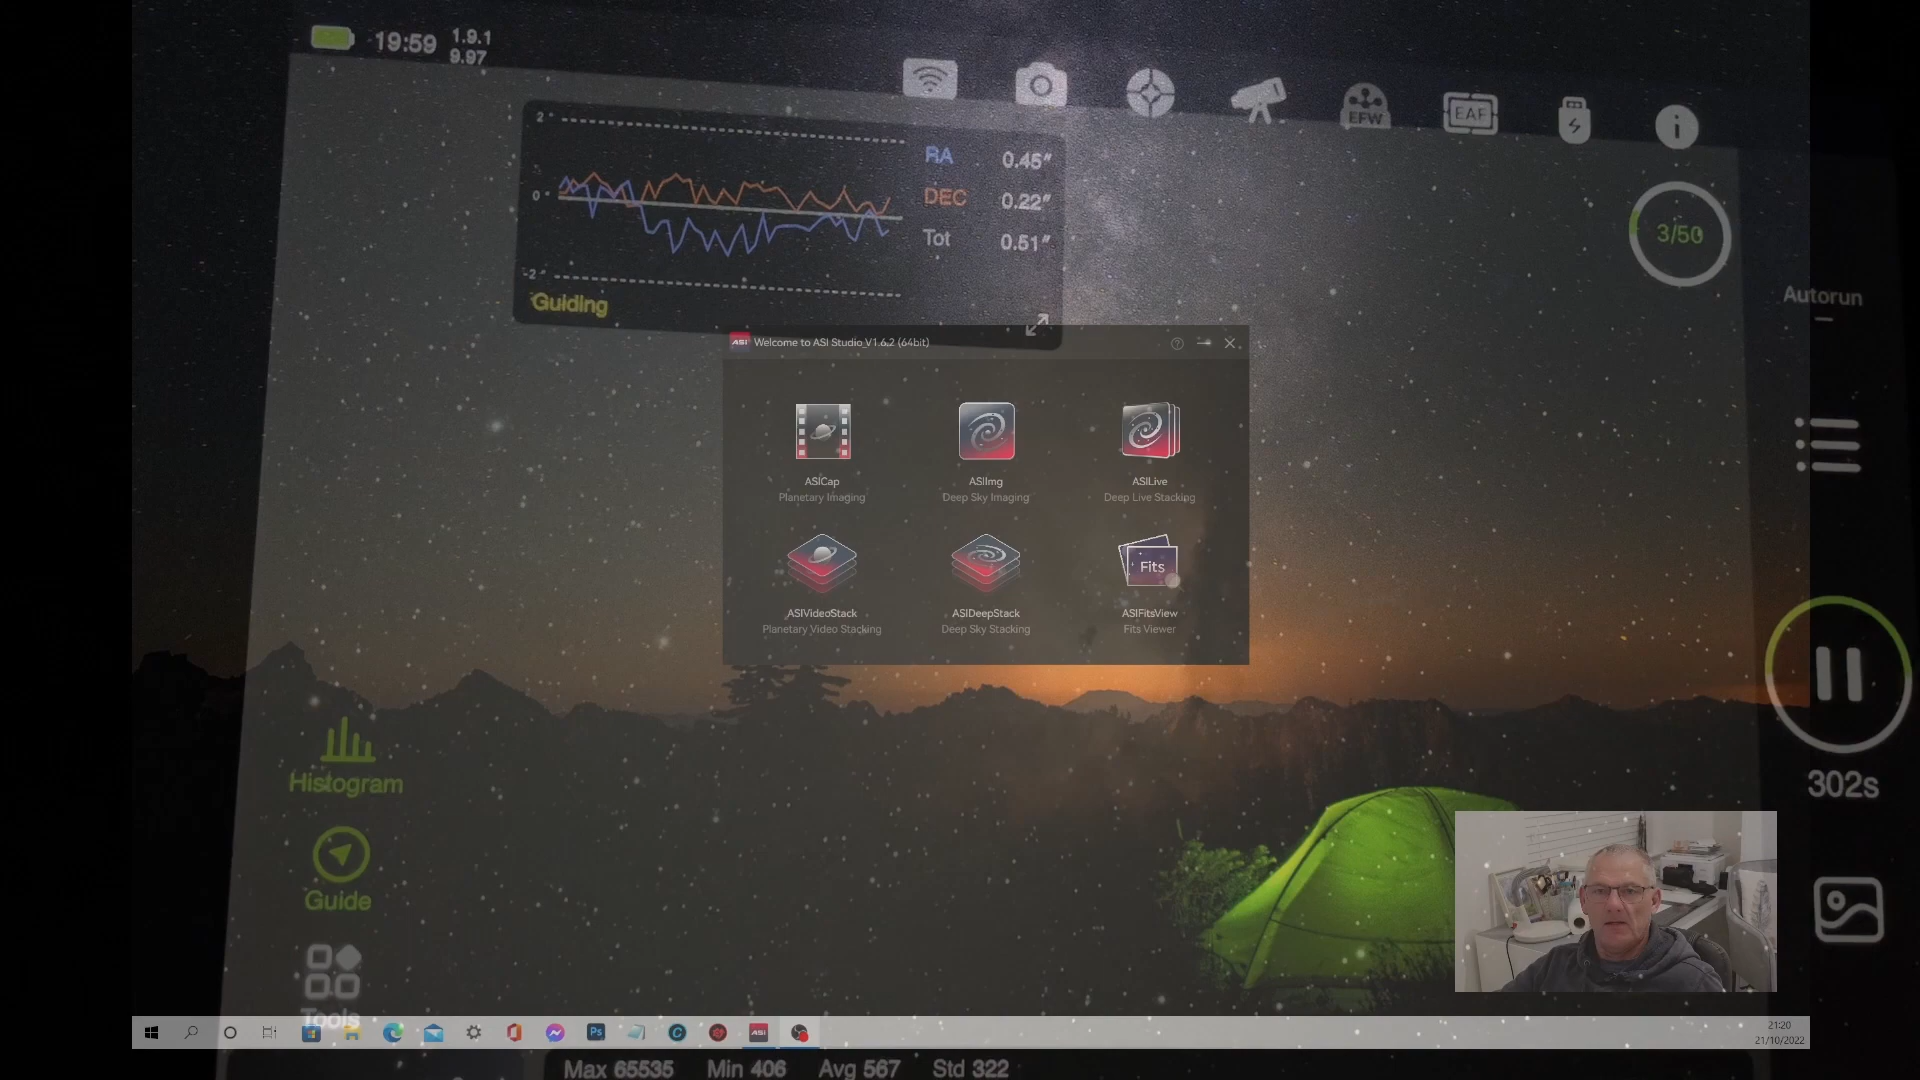 19:59
1.9.1
9.97
EFW
EAF
2"
0"
-2"
RA 0.45"
DEC 0.22"
Tot 0.51"
Guiding
3/50
Autorun
ASI Welcome to ASI Studio V1.6.2 (64bit)
ASICap
Planetary Imaging
ASIImg
Deep Sky Imaging
ASILive
Deep Live Stacking
Fits
ASIVideoStack
Planetary Video Stacking
ASIDeepStack
Deep Sky Stacking
ASIFitsView
Fits Viewer
302s
Histogram
Guide
Tools
Ps
ASI
21:20
21/10/2022
Max 65535 Min 406 Avg 567 Std 322